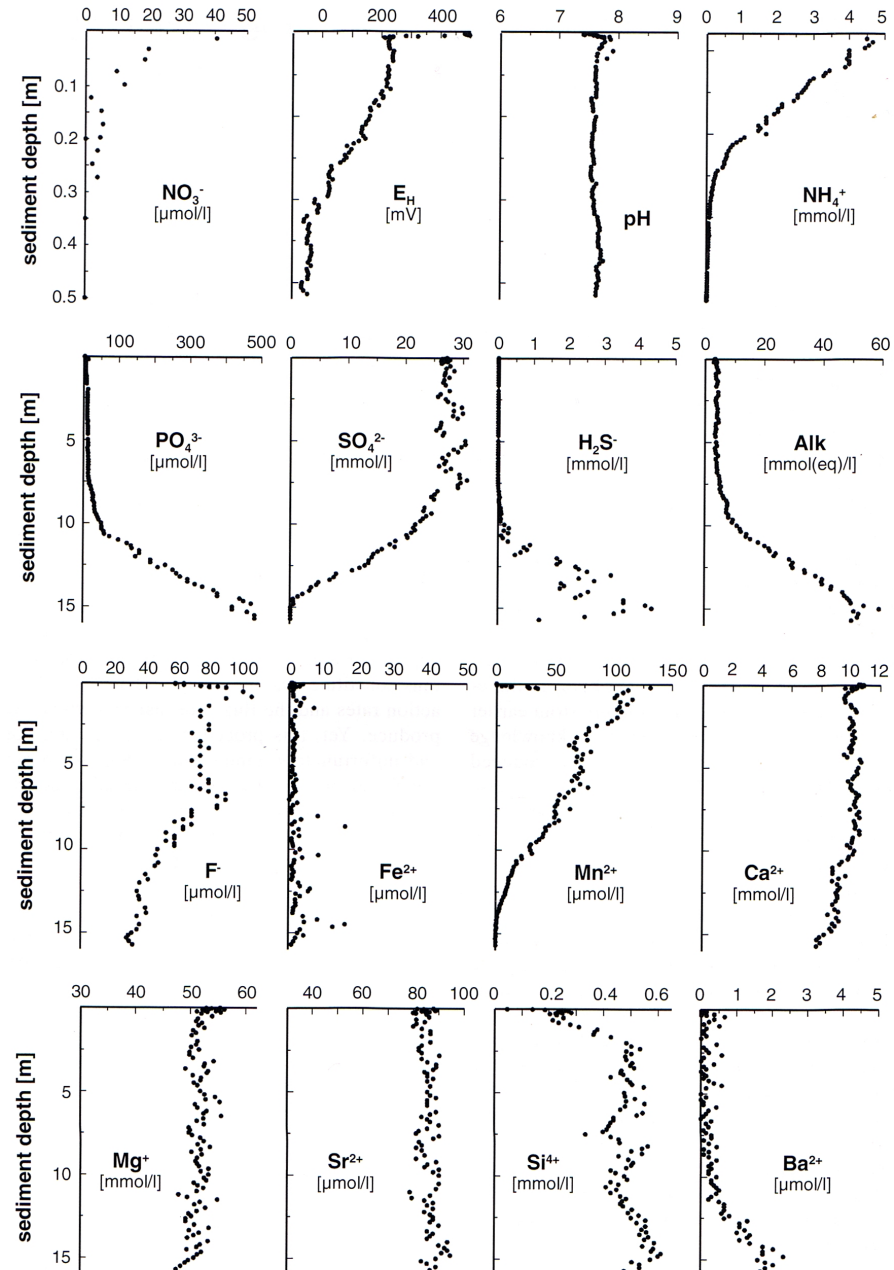 0 10 20 30 40 50
0 200 400
6 7 8 9
0 1 2 3 4 5
sediment depth [m]
0.1
0.2
0.3
0.4
0.5
NO₃⁻
[µmol/l]
E_H
[mV]
pH
NH₄⁺
[mmol/l]
100 300 500
0 10 20 30
0 1 2 3 4 5
0 20 40 60
sediment depth [m]
5
10
15
PO₄³⁻
[µmol/l]
SO₄²⁻
[mmol/l]
H₂S⁻
[mmol/l]
Alk
[mmol(eq)/l]
0 20 40 60 80 100
0 10 20 30 40 50
0 50 100 150
0 2 4 6 8 10 12
sediment depth [m]
5
10
15
F⁻
[µmol/l]
Fe²⁺
[µmol/l]
Mn²⁺
[µmol/l]
Ca²⁺
[mmol/l]
30 40 50 60
40 60 80 100
0 0.2 0.4 0.6
0 1 2 3 4 5
sediment depth [m]
5
10
15
Mg⁺
[mmol/l]
Sr²⁺
[µmol/l]
Si⁴⁺
[mmol/l]
Ba²⁺
[µmol/l]